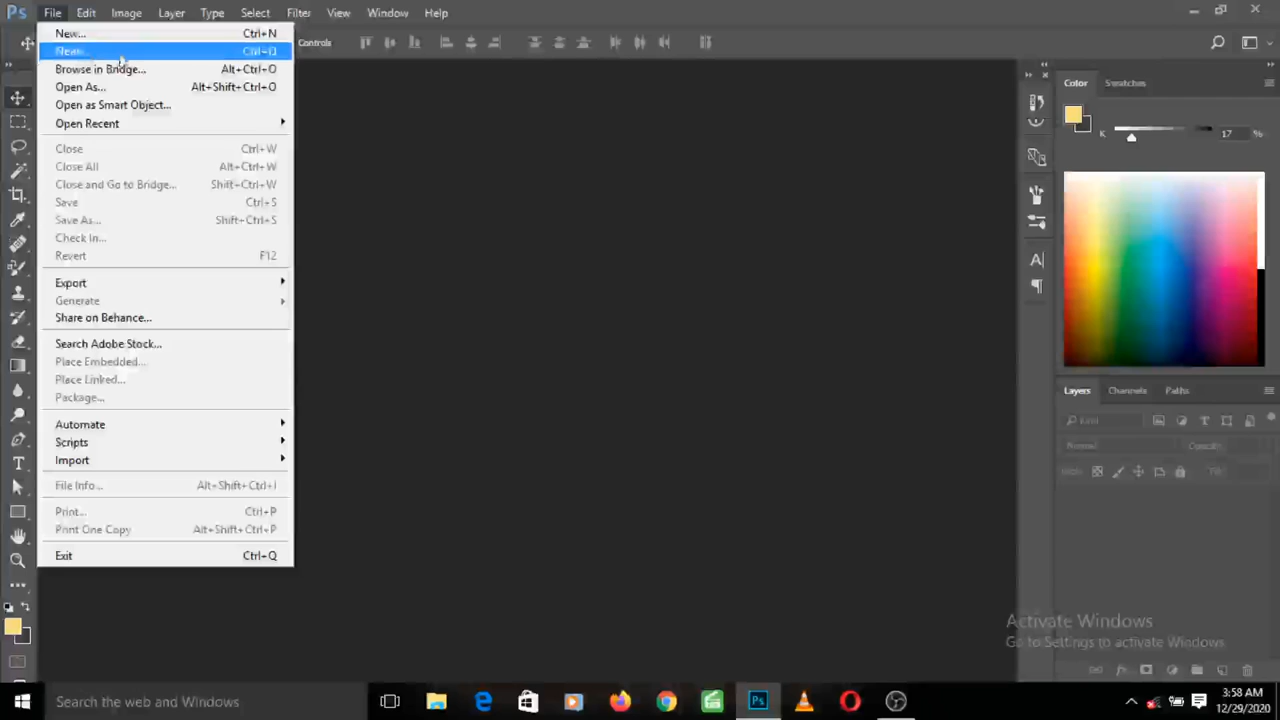 Ps File Edit Image Layer Type Select Filter View Window Help
New... Ctrl+N
Controls
Browse in Bridge... Alt+Ctrl+O
Open As... Alt+Shift+Ctrl+O
Open as Smart Object...
Open Recent
Close Ctrl+W
Close All Alt+Ctrl+W
Close and Go to Bridge... Shift+Ctrl+W
Save Ctrl+S
Save As... Shift+Ctrl+S
Check In...
Revert F12
Export
Generate
Share on Behance...
Search Adobe Stock...
Place Embedded...
Place Linked...
Package...
Automate
Scripts
Import
File Info... Alt+Shift+Ctrl+I
Print... Ctrl+P
Print One Copy Alt+Shift+Ctrl+P
Exit Ctrl+Q
Color Swatches
K 17 %
Layers Channels Paths
Kind
Normal Opacity:
Activate Windows
Go to Settings to activate Windows
Search the web and Windows
Ps
3:58 AM
12/29/2020